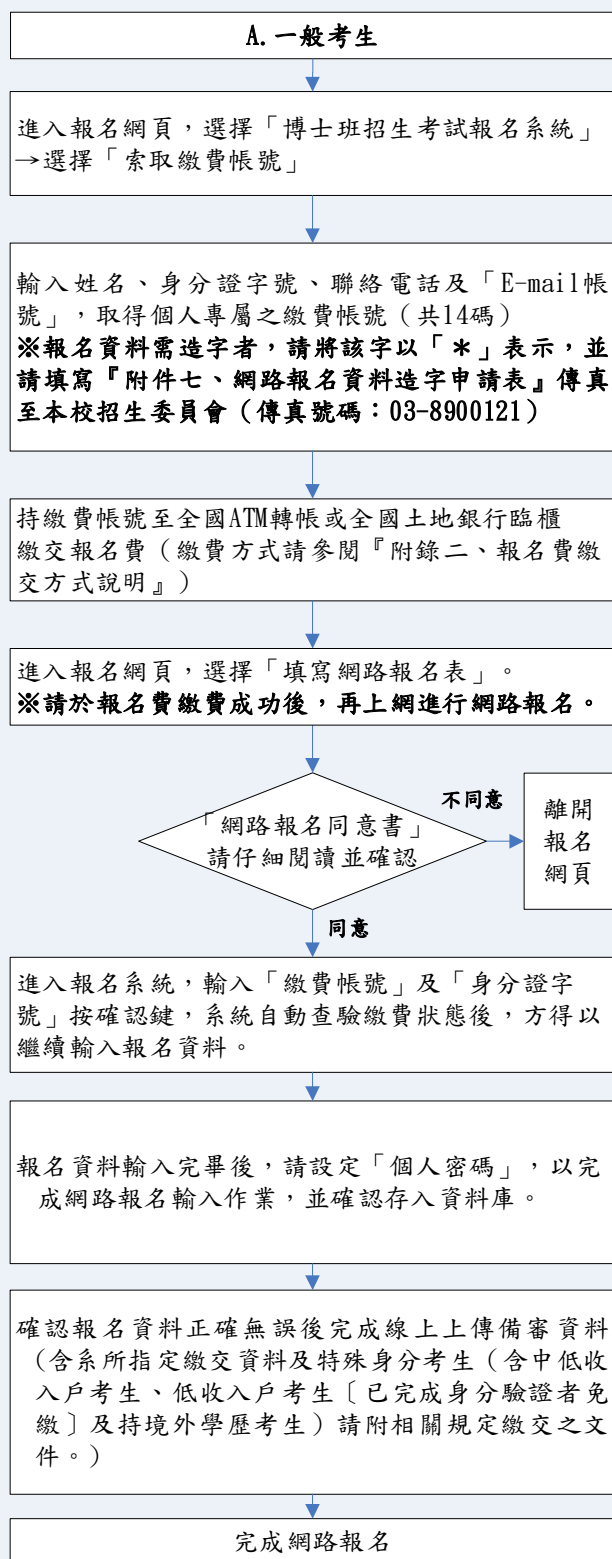 A.一般考生
進入報名網頁，選擇「博士班招生考試報名系統」
→選擇「索取繳費帳號」
輸入姓名、身分證字號、聯絡電話及「E-mail帳
號」，取得個人專屬之繳費帳號（共14碼）
※報名資料需造字者，請將該字以「＊」表示，並
請填寫『附件七、網路報名資料造字申請表』傳真
至本校招生委員會（傳真號碼：03-8900121）
持繳費帳號至全國ATM轉帳或全國土地銀行臨櫃
繳交報名費（繳費方式請參閱『附錄二、報名費繳
交方式說明』）
進入報名網頁，選擇「填寫網路報名表」。
※請於報名費繳費成功後，再上網進行網路報名。
「網路報名同意書」
請仔細閱讀並確認
不同意
離開
報名
網頁
同意
進入報名系統，輸入「繳費帳號」及「身分證字
號」按確認鍵，系統自動查驗繳費狀態後，方得以
繼續輸入報名資料。
報名資料輸入完畢後，請設定「個人密碼」，以完
成網路報名輸入作業，並確認存入資料庫。
確認報名資料正確無誤後完成線上上傳備審資料
（含系所指定繳交資料及特殊身分考生（含中低收
入戶考生、低收入戶考生〔已完成身分驗證者免
繳〕及持境外學歷考生）請附相關規定繳交之文
件。）
完成網路報名